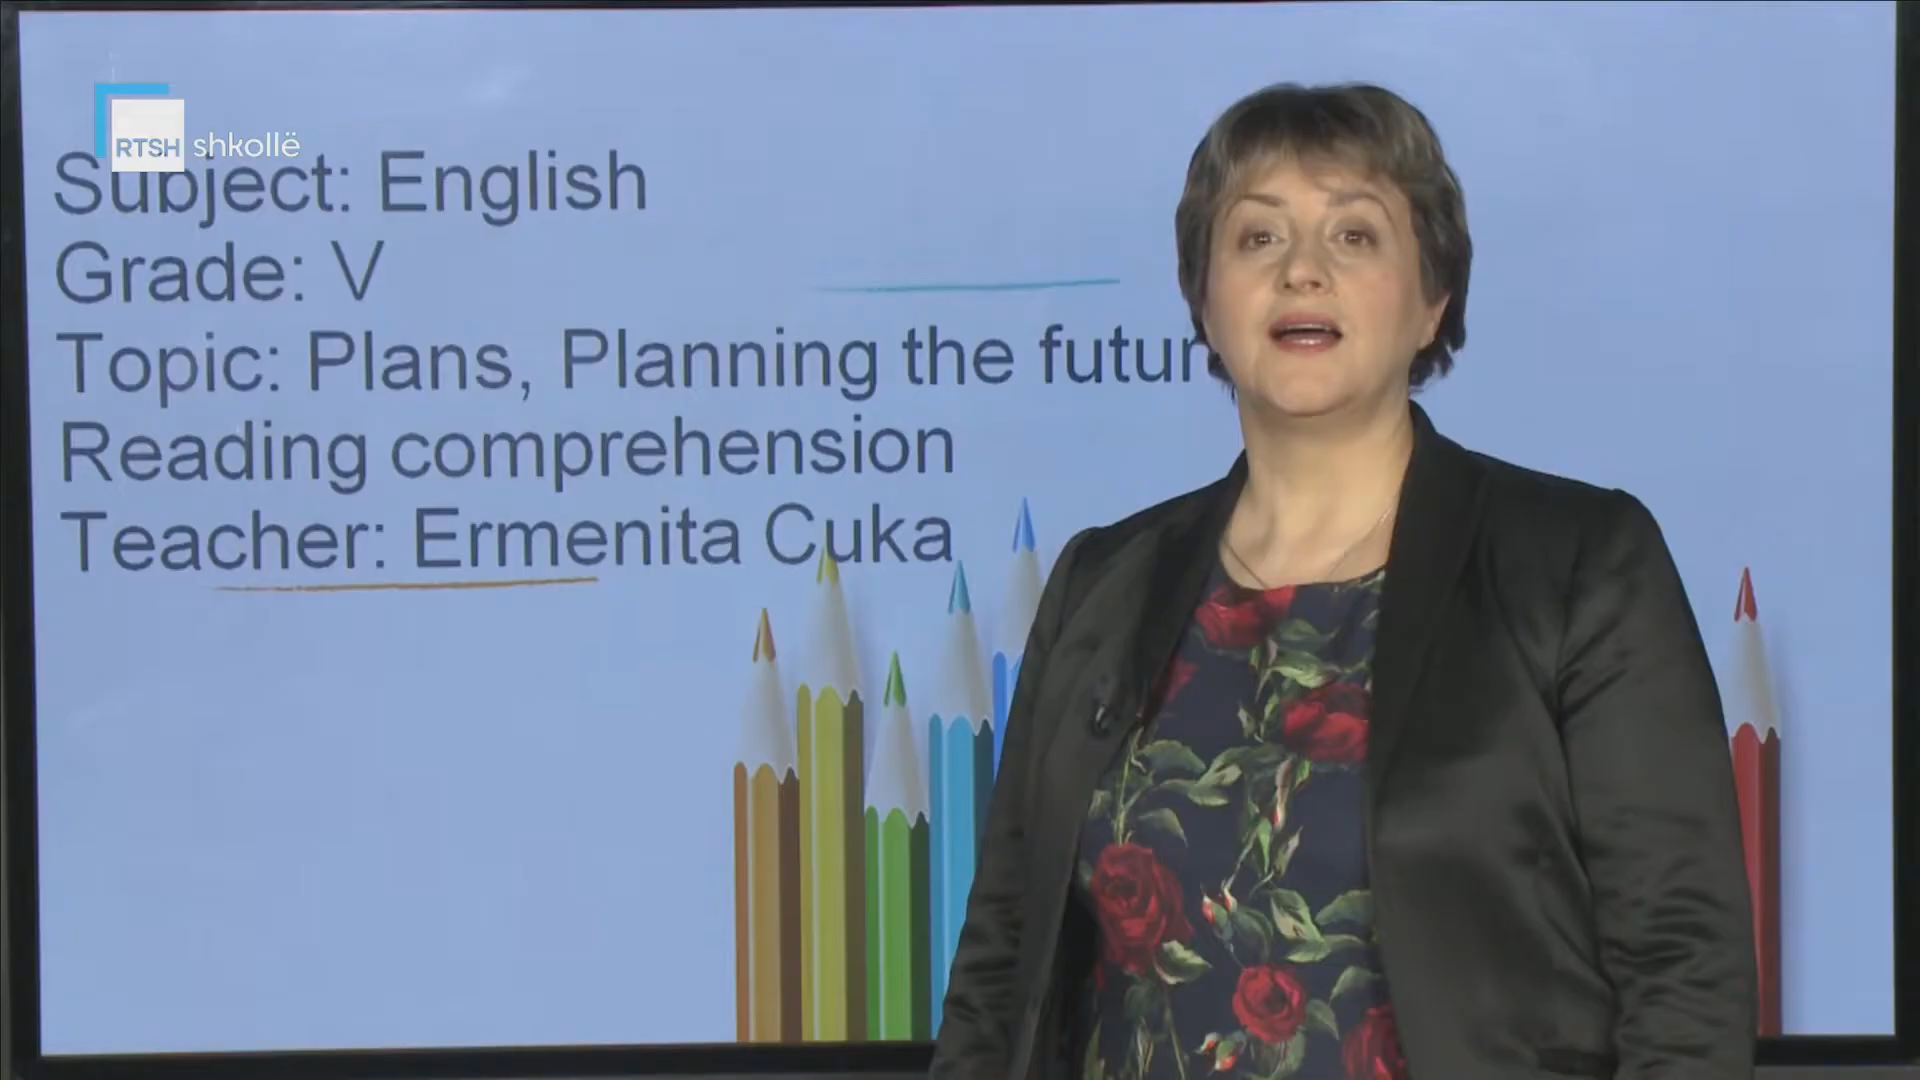 RTSH shkollë
Subject: English
Grade: V
Topic: Plans, Planning the futur
Reading comprehension
Teacher: Ermenita Cuka